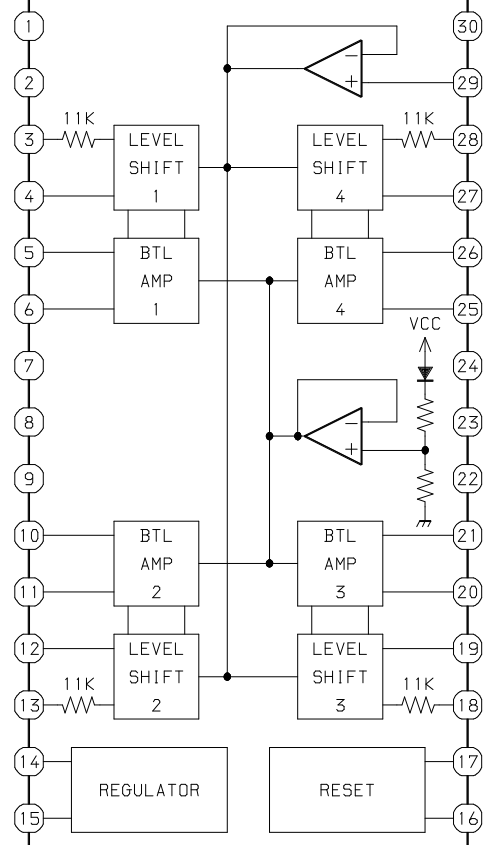 1
30
2
29
−
+
3
11K
LEVEL
SHIFT
1
LEVEL
SHIFT
4
11K
28
4
27
5
BTL
AMP
1
BTL
AMP
4
26
6
25
VCC
7
24
8
23
−
+
9
22
10
BTL
AMP
2
BTL
AMP
3
21
11
20
12
LEVEL
SHIFT
2
LEVEL
SHIFT
3
19
11K
11K
13
18
14
17
REGULATOR
RESET
15
16